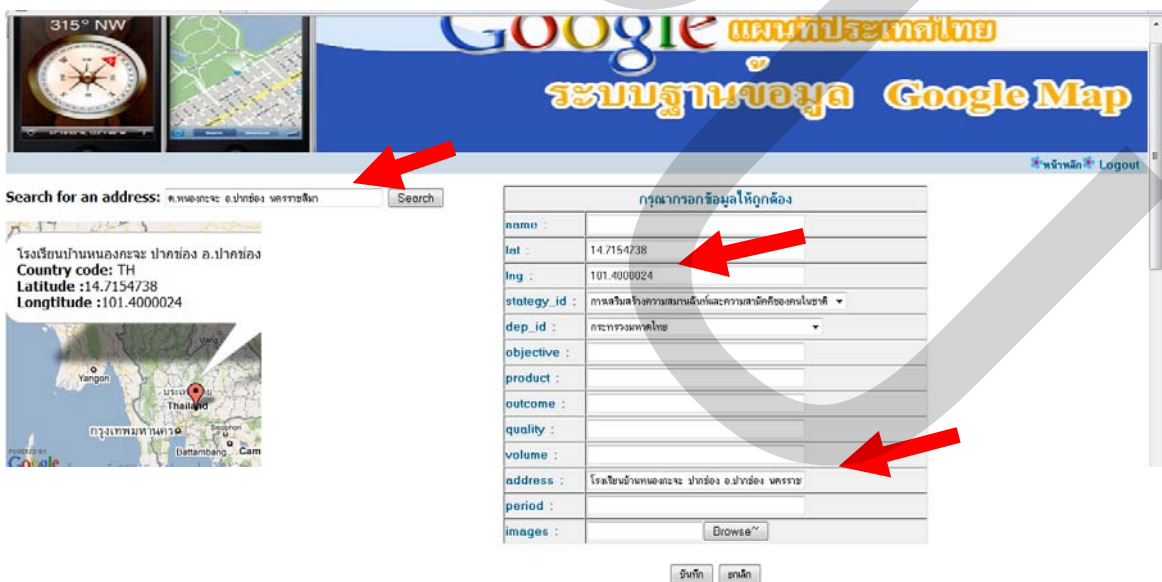 315° NW
Google แผนที่ประเทศไทย
ระบบฐานข้อมูล Google Map
หน้าหลัก Logout
Search for an address: ต.หนองกะจะ อ.ปากช่อง นครราชสีมา Search
โรงเรียนบ้านหนองกะจะ ปากช่อง อ.ปากช่อง
Country code: TH
Latitude :14.7154738
Longtitude :101.4000024
Yangon
Thailand
กรุงเทพมหานคร
Battambang Cam
Google
กรุณากรอกข้อมูลให้ถูกต้อง
name :
lat : 14.7154738
lng : 101.4000024
stategy_id : การเสริมสร้างความสมานฉันท์และความสามัคคีของคนในชาติ
dep_id : กระทรวงมหาดไทย
objective :
product :
outcome :
quality :
volume :
address : โรงเรียนบ้านหนองกะจะ ปากช่อง อ.ปากช่อง นครราช
period :
images : Browse~
บันทึก ยกเลิก